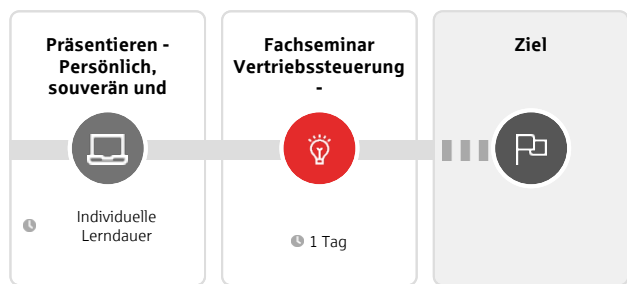 Präsentieren -
Persönlich,
souverän und
Individuelle
Lerndauer
Fachseminar
Vertriebssteuerung
-
1 Tag
Ziel